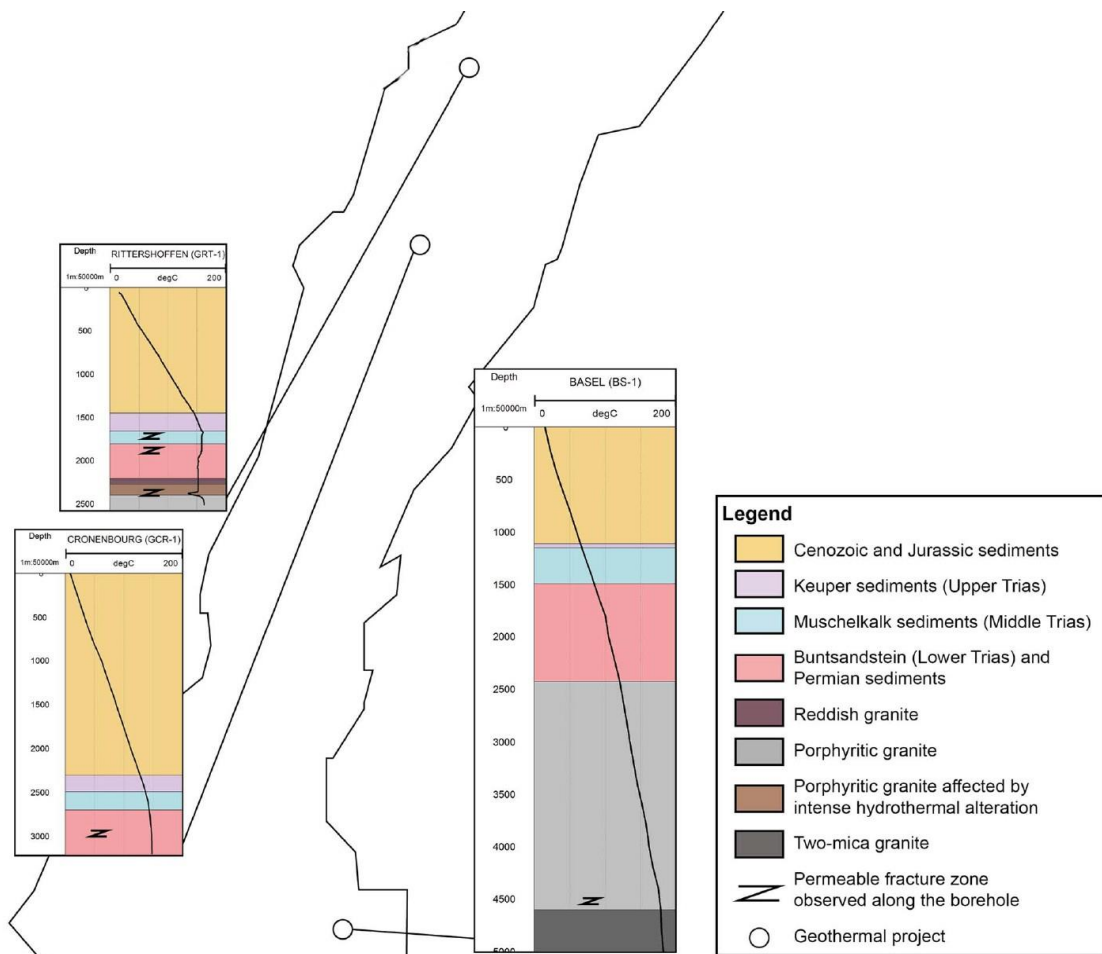 Depth
RITTERSHOFFEN (GRT-1)
1m:50000m
0 degC 200
0
500
1000
1500
2000
2500
Depth
CRONENBOURG (GCR-1)
1m:50000m
0 degC 200
0
500
1000
1500
2000
2500
3000
Depth
BASEL (BS-1)
1m:50000m
0 degC 200
0
500
1000
1500
2000
2500
3000
3500
4000
4500
5000
Legend
Cenozoic and Jurassic sediments
Keuper sediments (Upper Trias)
Muschelkalk sediments (Middle Trias)
Buntsandstein (Lower Trias) and
Permian sediments
Reddish granite
Porphyritic granite
Porphyritic granite affected by
intense hydrothermal alteration
Two-mica granite
Permeable fracture zone
observed along the borehole
Geothermal project